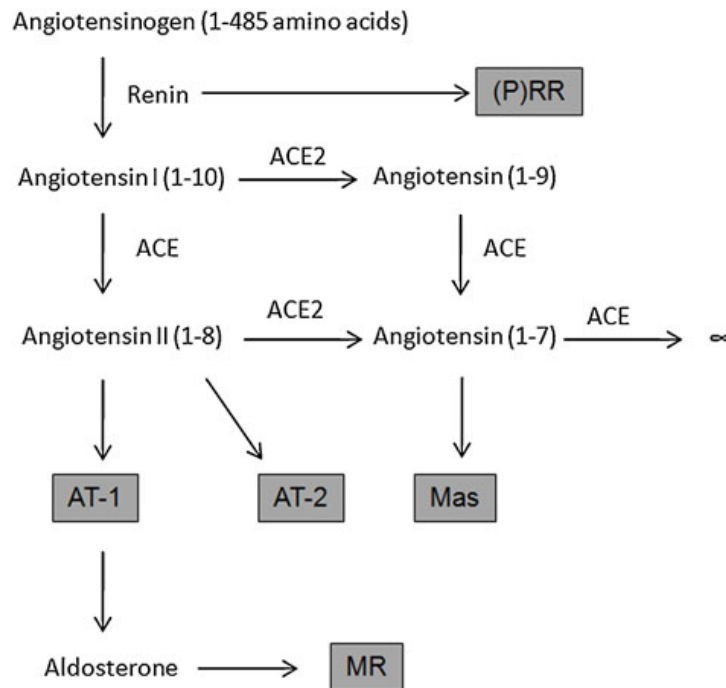 Angiotensinogen (1-485 amino acids)
Renin
(P)RR
ACE2
Angiotensin I (1-10)
Angiotensin (1-9)
ACE
ACE
ACE2
ACE
Angiotensin II (1-8)
Angiotensin (1-7)
∝
AT-1
AT-2
Mas
Aldosterone
MR